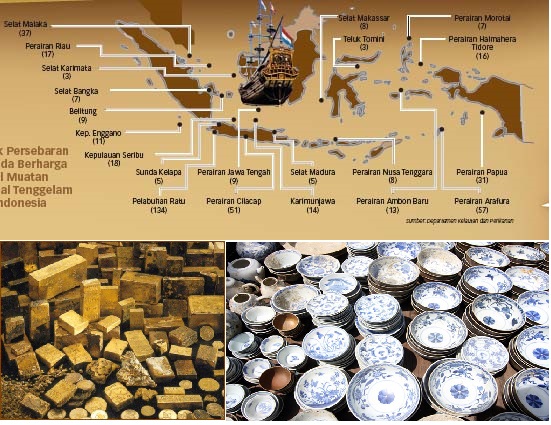 Selat Malaka
(37)
Perairan Riau
(17)
Selat Karimata
(3)
Selat Bangka
(7)
Belitung
(9)
Kep. Enggano
(11)
Kepulauan Seribu
(18)
Sunda Kelapa
(5)
Pelabuhan Ratu
(134)
Perairan Jawa Tengah
(9)
Perairan Cilacap
(51)
Selat Madura
(5)
Karimunjawa
(14)
Selat Makassar
(8)
Teluk Tomini
(3)
Perairan Morotai
(7)
Perairan Halmahera
Tidore
(16)
Perairan Nusa Tenggara
(8)
Perairan Ambon Baru
(13)
Perairan Papua
(31)
Perairan Arafura
(57)
Persebaran
da Berharga
Muatan
al Tenggelam
ndonesia
Sumber: Departemen Kelautan dan Perikanan